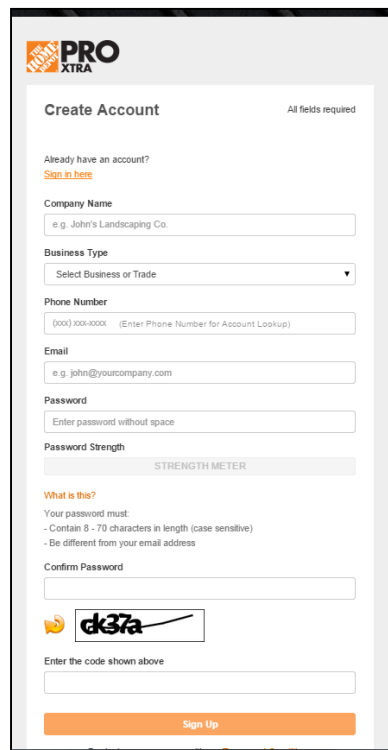 THE HOME DEPOT
PRO
XTRA
Create Account All fields required
Already have an account?
Sign in here
Company Name
e.g. John's Landscaping Co.
Business Type
Select Business or Trade
Phone Number
(xxx) xxx-xxxx (Enter Phone Number for Account Lookup)
Email
e.g. john@yourcompany.com
Password
Enter password without space
Password Strength
STRENGTH METER
What is this?
Your password must:
- Contain 8 - 70 characters in length (case sensitive)
- Be different from your email address
Confirm Password
ck37a
Enter the code shown above
Sign Up